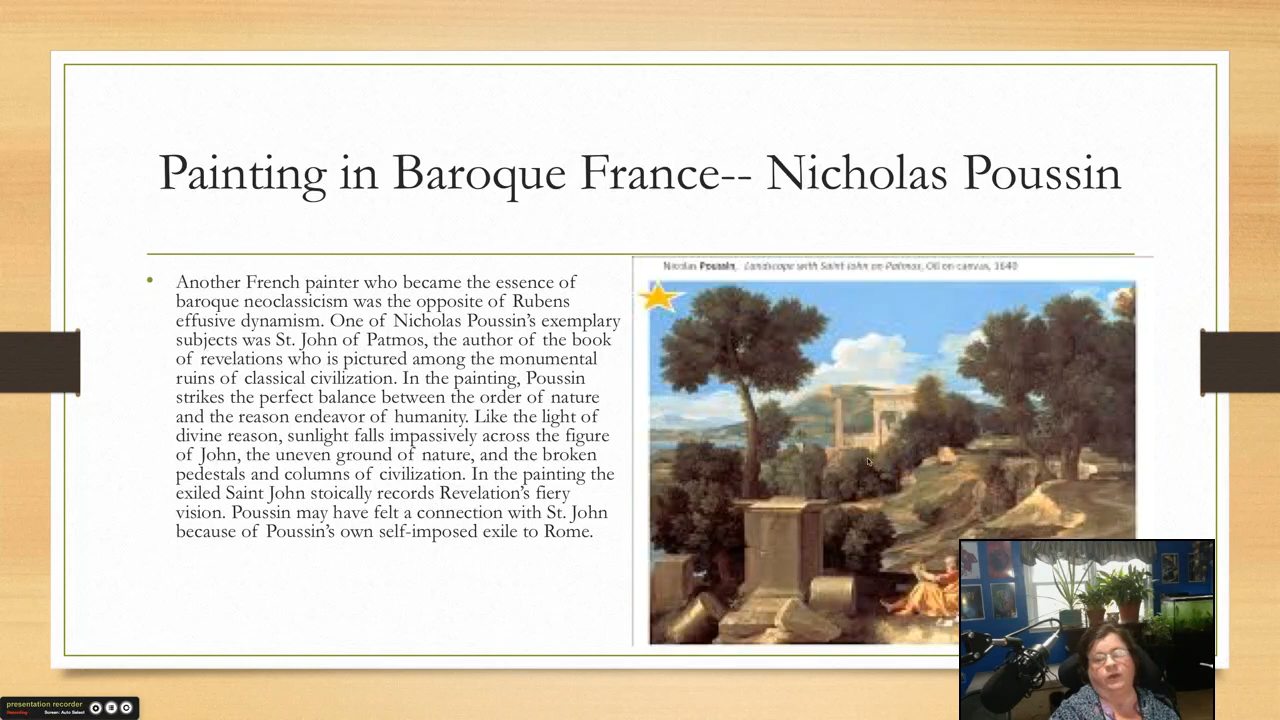 Painting in Baroque France-- Nicholas Poussin
Nicolas Poussin, Landscape with Saint John on Patmos, Oil on canvas, 1640
• Another French painter who became the essence of
baroque neoclassicism was the opposite of Rubens
effusive dynamism. One of Nicholas Poussin’s exemplary
subjects was St. John of Patmos, the author of the book
of revelations who is pictured among the monumental
ruins of classical civilization. In the painting, Poussin
strikes the perfect balance between the order of nature
and the reason endeavor of humanity. Like the light of
divine reason, sunlight falls impassively across the figure
of John, the uneven ground of nature, and the broken
pedestals and columns of civilization. In the painting the
exiled Saint John stoically records Revelation’s fiery
vision. Poussin may have felt a connection with St. John
because of Poussin’s own self-imposed exile to Rome.
presentation recorder
Recording Screen: Auto Select